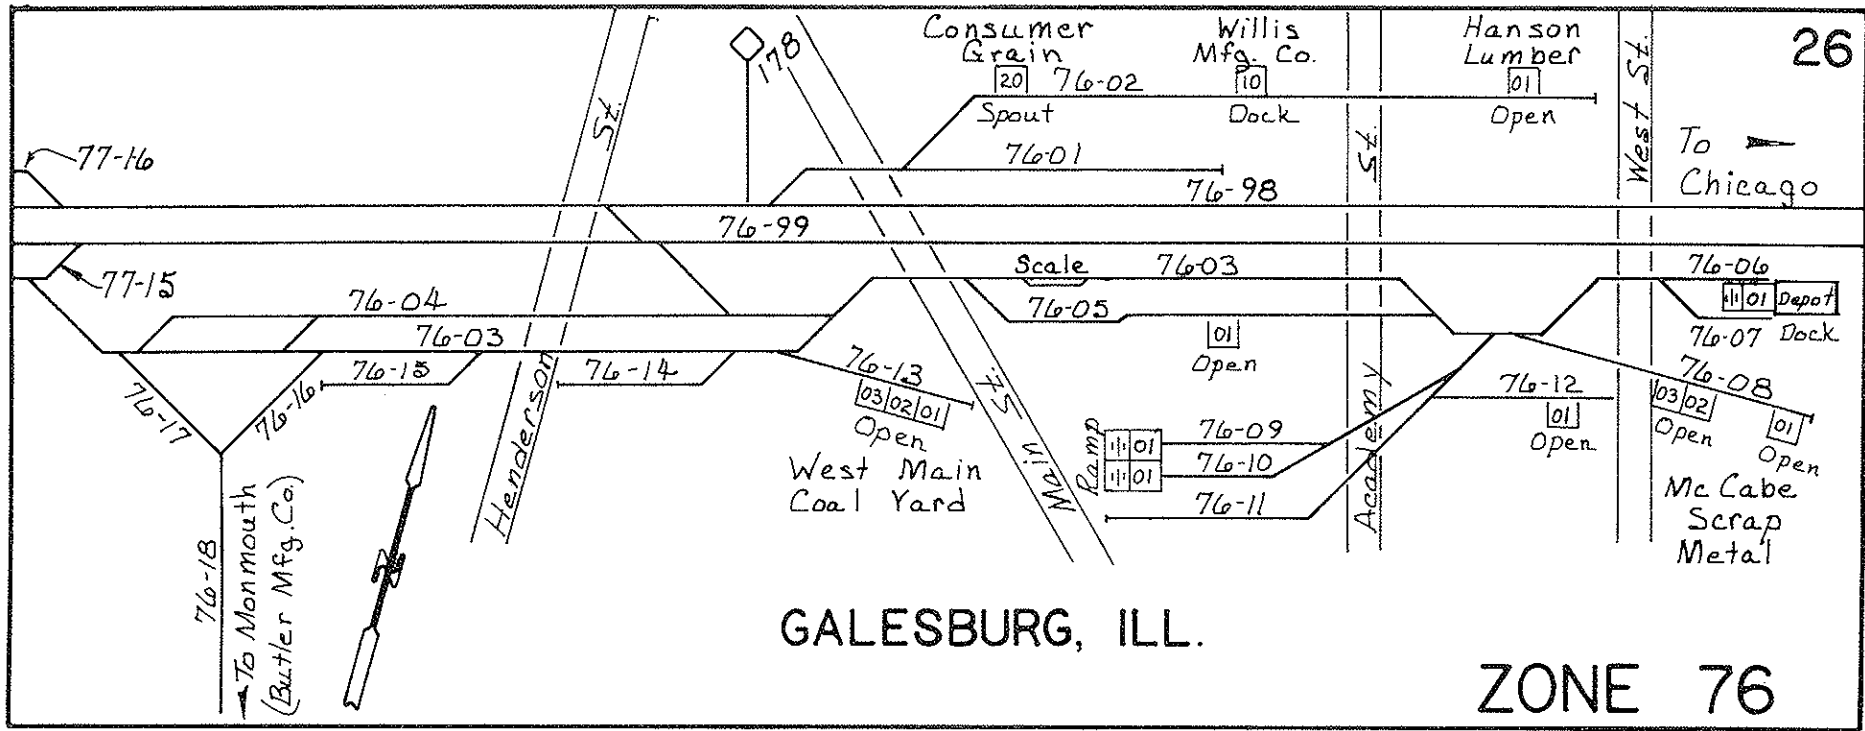 Consumer
Grain
20
76-02
Spout
Willis
Mfg. Co.
10
Dock
Hanson
Lumber
01
Open
26
178
St.
St.
West St.
To
Chicago
77-16
76-01
76-98
76-99
77-15
Scale
76-03
76-06
01
Depot
Dock
76-07
76-04
76-05
01
Open
76-03
76-15
76-14
76-13
03 02 01
Open
West Main
Coal Yard
76-17
76-16
Henderson
Main St.
Ramp
01
01
76-09
76-10
76-11
Academy
76-12
01
Open
76-08
03 02
Open
01
Open
Mc Cabe
Scrap
Metal
76-18
To Monmouth
(Butler Mfg. Co.)
N
GALESBURG, ILL.
ZONE 76